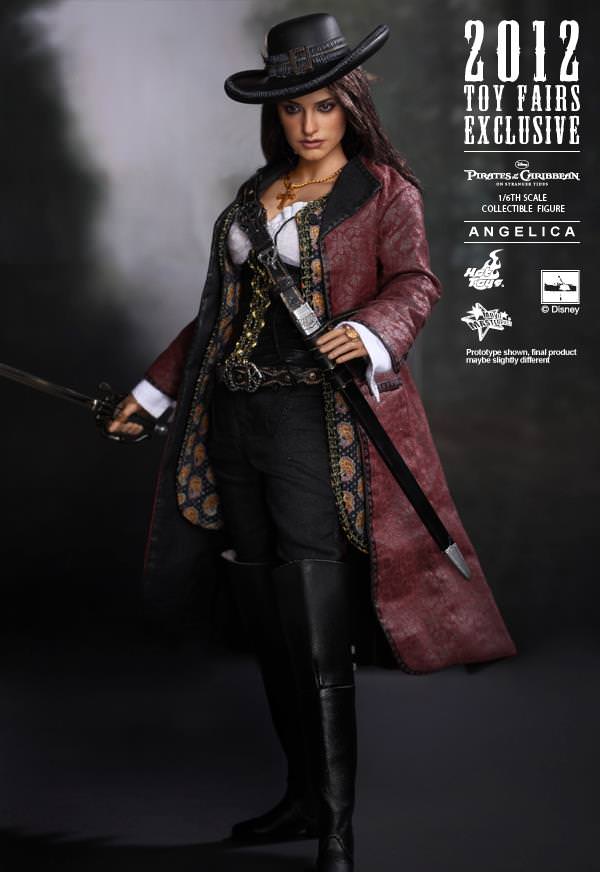 2012
TOY FAIRS
EXCLUSIVE
Disney
PIRATES of the CARIBBEAN
ON STRANGER TIDES
1/6TH SCALE
COLLECTIBLE FIGURE
ANGELICA
Hot
Toys.
MOVIE
MASTERPIECE
© Disney
Prototype shown, final product
maybe slightly different